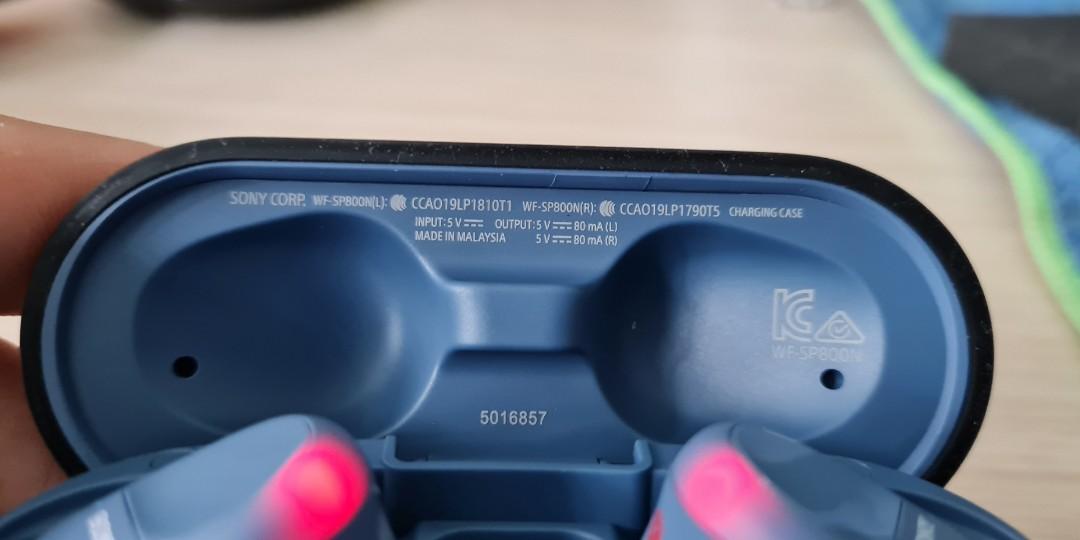 SONY CORP. WF-SP800N(L): CCAO19LP1810T1 WF-SP800N(R): CCAO19LP1790T5 CHARGING CASE
INPUT: 5 V ⎓ OUTPUT: 5 V ⎓ 80 mA (L)
MADE IN MALAYSIA 5 V ⎓ 80 mA (R)
KC
WF-SP800N
5016857